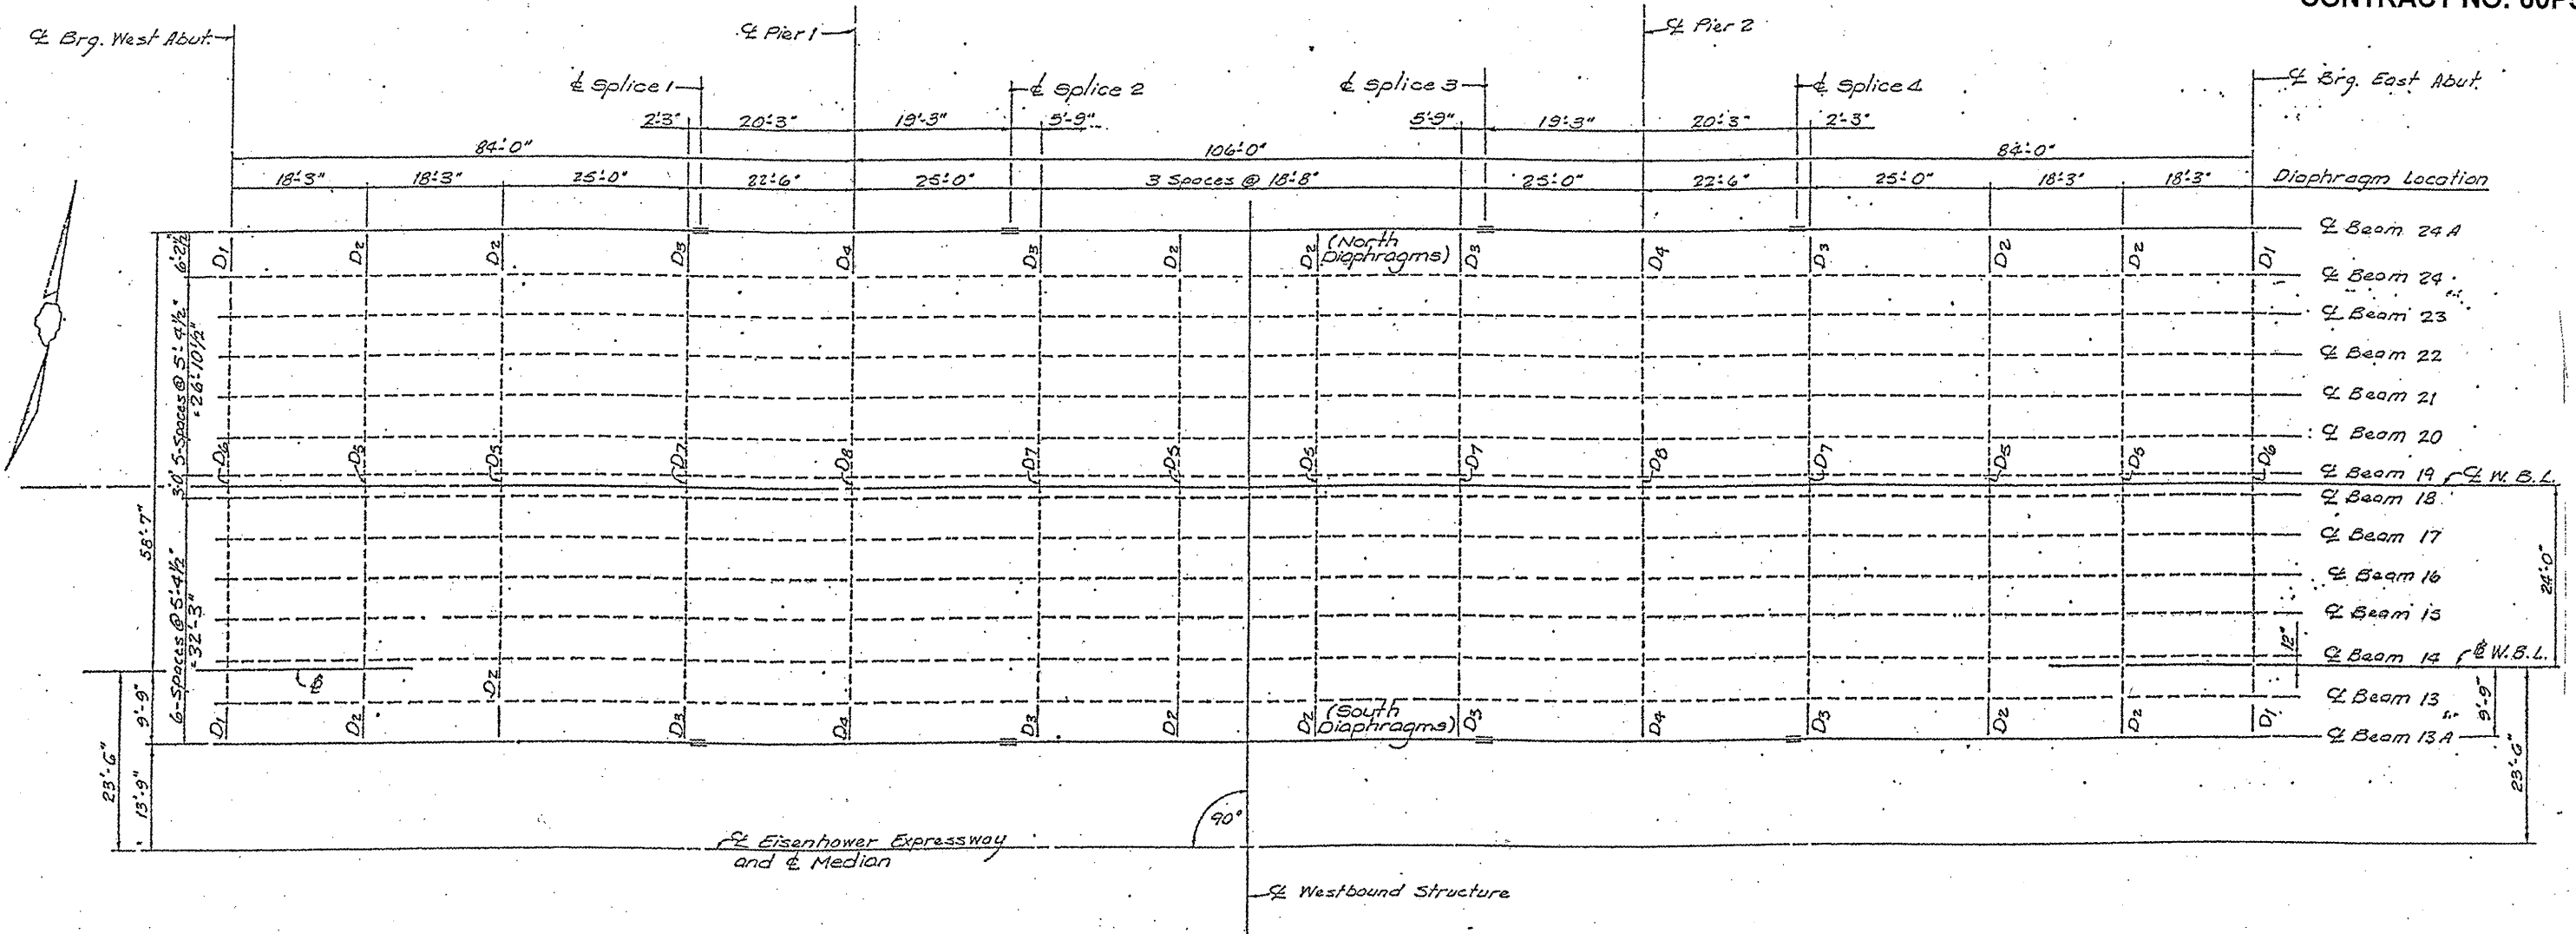 CONTRACT NO.
℄ Brg. West Abut.
℄ Pier 1
℄ Pier 2
℄ Splice 1
℄ Splice 2
℄ Splice 3
℄ Splice 4
℄ Brg. East Abut.
2'-3" 20'-3" 19'-3" 5'-9" 5'-9" 19'-3" 20'-3" 2'-3"
84'-0" 106'-0" 84'-0"
18'-3" 18'-3" 25'-0" 22'-6" 25'-0" 3 Spaces @ 18'-8" 25'-0" 22'-6" 25'-0" 18'-3" 18'-3" Diaphragm Location
℄ Beam 24A
D1 D2 D2 D3 D4 D3 D2 D2 (North Diaphragms) D3 D4 D3 D2 D2 D1
6'-2½"
℄ Beam 24
℄ Beam 23
℄ Beam 22
℄ Beam 21
℄ Beam 20
5-Spaces @ 5'-4½"
=26'-10½"
D6 D5 D5 D7 D8 D7 D5 D5 D7 D8 D7 D5 D5 D6
℄ Beam 19 ℄ W.B.L.
3'-0"
℄ Beam 18
℄ Beam 17
℄ Beam 16
℄ Beam 15
℄ Beam 14 ⅊ W.B.L.
58'-7"
6-Spaces @ 5'-4½"
=32'-3"
24'-0"
12"
D2
℄ Beam 13
D1 D2 D3 D4 D3 D2 D2 (South Diaphragms) D3 D4 D3 D2 D2 D1
℄ Beam 13A
9'-9"
9'-9"
23'-6"
13'-9"
23'-6"
90°
℄ Eisenhower Expressway
and ℄ Median
℄ Westbound Structure